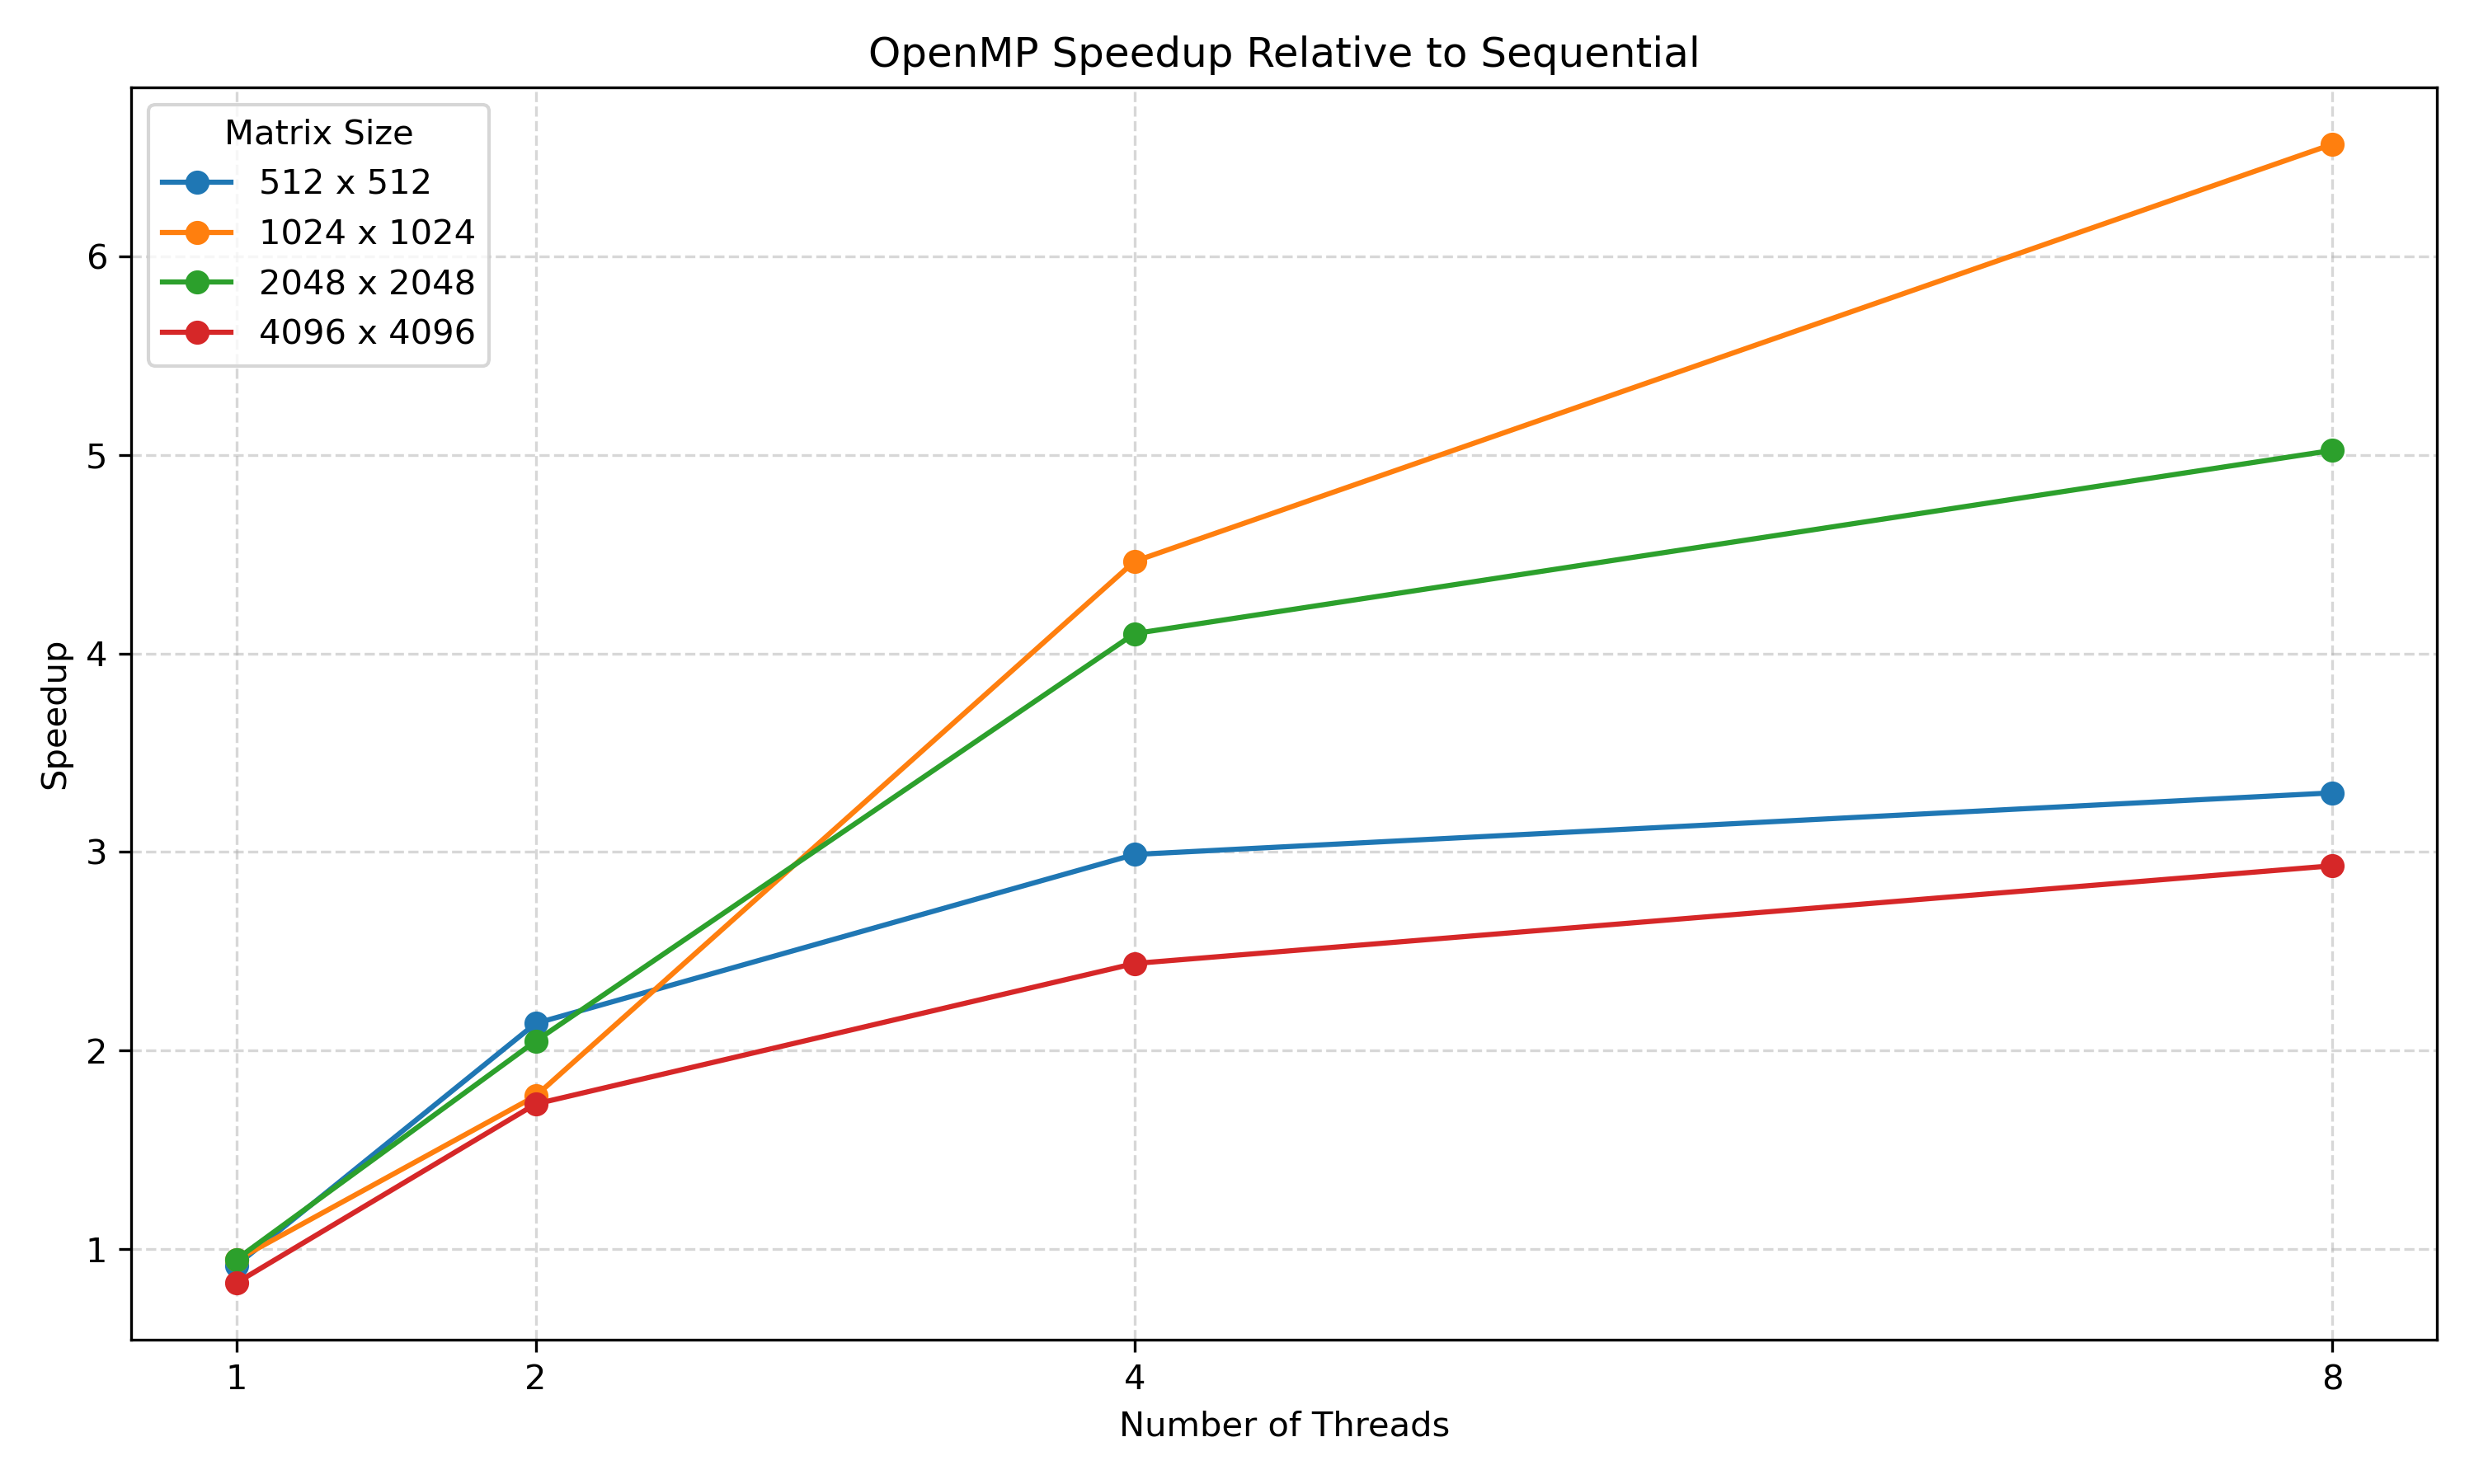 OpenMP Speedup Relative to Sequential
Matrix Size
512 x 512
1024 x 1024
2048 x 2048
4096 x 4096
6
5
4
3
2
1
Speedup
1 2 4 8
Number of Threads